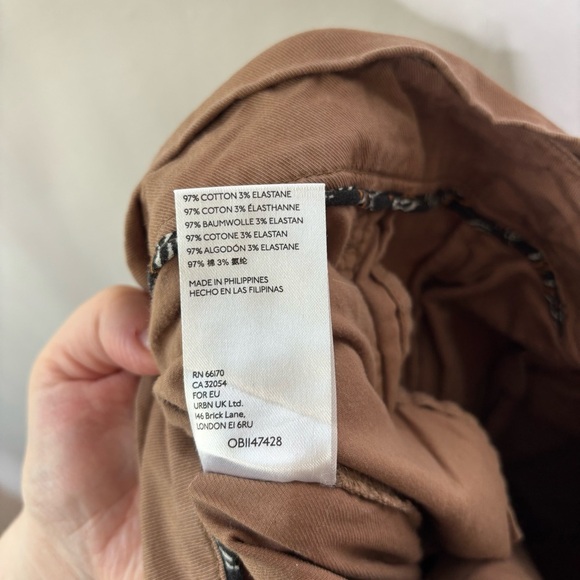 97% COTTON 3% ELASTANE
97% COTON 3% ÉLASTHANNE
97% BAUMWOLLE 3% ELASTAN
97% COTONE 3% ELASTAN
97% ALGODÓN 3% ELASTANE
97% 棉 3% 氨纶
MADE IN PHILIPPINES
HECHO EN LAS FILIPINAS
RN 66170
CA 32054
FOR EU
URBN UK Ltd.
146 Brick Lane,
LONDON E1 6RU
OB1147428